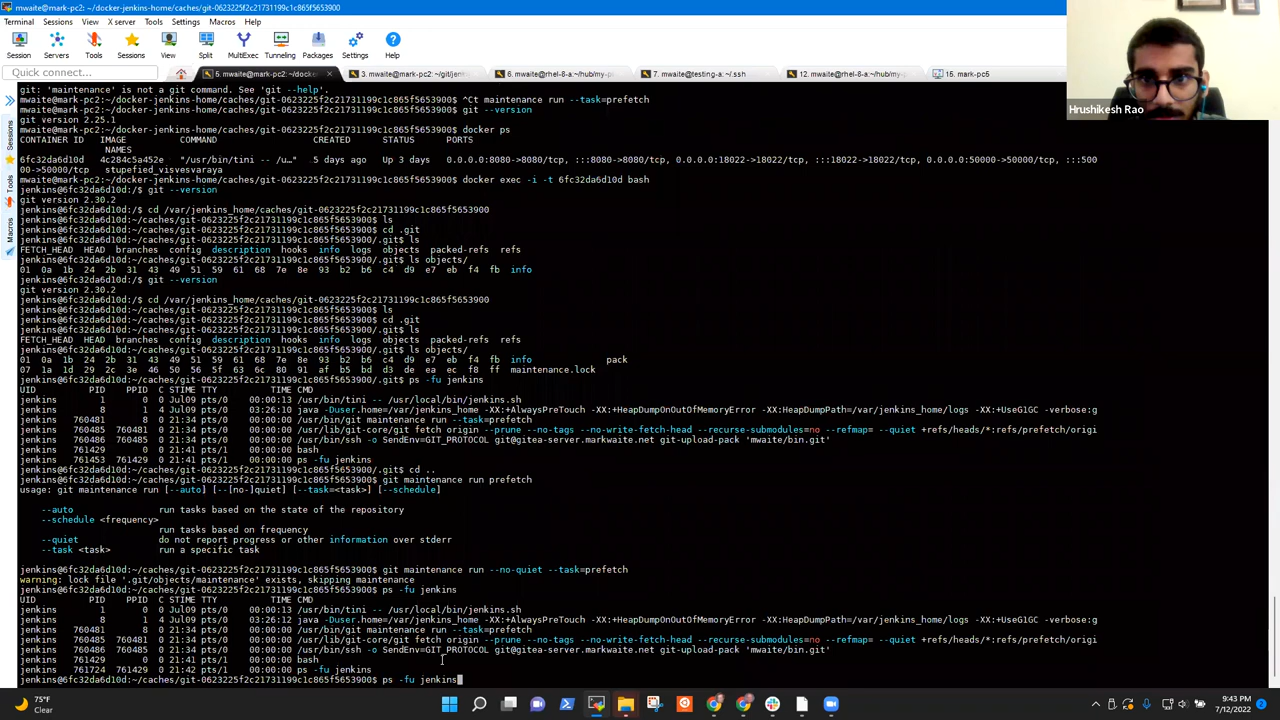 mwaite@mark-pc2: ~/docker-jenkins-home/caches/git-0623225f2c21731199c1c865f5653900
Terminal Sessions View X server Tools Settings Macros Help
Session Servers Tools Sessions View Split MultiExec Tunneling Packages Settings Help
Quick connect...
5. mwaite@mark-pc2: ~/docke
3. mwaite@mark-pc2: ~/git/jen
6. mwaite@rhel-8-a:~/hub/my-p
7. mwaite@testing-a: ~/.ssh
12. mwaite@rhel-8-a:~/hub/my-
15. mark-pc5
Sessions
Tools
Macros
Hrushikesh Rao
git: 'maintenance' is not a git command. See 'git --help'.
mwaite@mark-pc2:~/docker-jenkins-home/caches/git-0623225f2c21731199c1c865f5653900$ ^Ct maintenance run --task=prefetch
mwaite@mark-pc2:~/docker-jenkins-home/caches/git-0623225f2c21731199c1c865f5653900$ git --version
git version 2.25.1
mwaite@mark-pc2:~/docker-jenkins-home/caches/git-0623225f2c21731199c1c865f5653900$ docker ps
CONTAINER ID IMAGE COMMAND CREATED STATUS PORTS
NAMES
6fc32da6d10d 4c284c5a452e "/usr/bin/tini -- /u…" 5 days ago Up 3 days 0.0.0.0:8080->8080/tcp, :::8080->8080/tcp, 0.0.0.0:18022->18022/tcp, :::18022->18022/tcp, 0.0.0.0:50000->50000/tcp, :::500
00->50000/tcp stupefied_visvesvaraya
mwaite@mark-pc2:~/docker-jenkins-home/caches/git-0623225f2c21731199c1c865f5653900$ docker exec -i -t 6fc32da6d10d bash
jenkins@6fc32da6d10d:/$ git --version
git version 2.30.2
jenkins@6fc32da6d10d:/$ cd /var/jenkins_home/caches/git-0623225f2c21731199c1c865f5653900
jenkins@6fc32da6d10d:~/caches/git-0623225f2c21731199c1c865f5653900$ ls
jenkins@6fc32da6d10d:~/caches/git-0623225f2c21731199c1c865f5653900$ cd .git
jenkins@6fc32da6d10d:~/caches/git-0623225f2c21731199c1c865f5653900/.git$ ls
FETCH_HEAD HEAD branches config description hooks info logs objects packed-refs refs
jenkins@6fc32da6d10d:~/caches/git-0623225f2c21731199c1c865f5653900/.git$ ls objects/
01 0a 1b 24 2b 31 43 49 51 59 61 68 7e 8e 93 b2 b6 c4 d9 e7 eb f4 fb info
jenkins@6fc32da6d10d:/$ git --version
git version 2.30.2
jenkins@6fc32da6d10d:/$ cd /var/jenkins_home/caches/git-0623225f2c21731199c1c865f5653900
jenkins@6fc32da6d10d:~/caches/git-0623225f2c21731199c1c865f5653900$ ls
jenkins@6fc32da6d10d:~/caches/git-0623225f2c21731199c1c865f5653900$ cd .git
jenkins@6fc32da6d10d:~/caches/git-0623225f2c21731199c1c865f5653900/.git$ ls
FETCH_HEAD HEAD branches config description hooks info logs objects packed-refs refs
jenkins@6fc32da6d10d:~/caches/git-0623225f2c21731199c1c865f5653900/.git$ ls objects/
01 0a 1b 24 2b 31 43 49 51 59 61 68 7e 8e 93 b2 b6 c4 d9 e7 eb f4 fb info pack
07 1a 1d 29 2c 3e 46 50 56 5f 63 6c 80 91 af b5 bd d3 de ea ec f8 ff maintenance.lock
jenkins@6fc32da6d10d:~/caches/git-0623225f2c21731199c1c865f5653900/.git$ ps -fu jenkins
UID PID PPID C STIME TTY TIME CMD
jenkins 1 0 0 Jul09 pts/0 00:00:13 /usr/bin/tini -- /usr/local/bin/jenkins.sh
jenkins 8 1 4 Jul09 pts/0 03:26:10 java -Duser.home=/var/jenkins_home -XX:+AlwaysPreTouch -XX:+HeapDumpOnOutOfMemoryError -XX:HeapDumpPath=/var/jenkins_home/logs -XX:+UseG1GC -verbose:g
jenkins 760481 8 0 21:34 pts/0 00:00:00 /usr/bin/git maintenance run --task=prefetch
jenkins 760485 760481 0 21:34 pts/0 00:00:00 /usr/lib/git-core/git fetch origin --prune --no-tags --no-write-fetch-head --recurse-submodules=no --refmap= --quiet +refs/heads/*:refs/prefetch/origi
jenkins 760486 760485 0 21:34 pts/0 00:00:00 /usr/bin/ssh -o SendEnv=GIT_PROTOCOL git@gitea-server.markwaite.net git-upload-pack 'mwaite/bin.git'
jenkins 761429 0 0 21:41 pts/1 00:00:00 bash
jenkins 761453 761429 0 21:41 pts/1 00:00:00 ps -fu jenkins
jenkins@6fc32da6d10d:~/caches/git-0623225f2c21731199c1c865f5653900/.git$ cd ..
jenkins@6fc32da6d10d:~/caches/git-0623225f2c21731199c1c865f5653900$ git maintenance run prefetch
usage: git maintenance run [--auto] [--[no-]quiet] [--task=<task>] [--schedule]
--auto run tasks based on the state of the repository
--schedule <frequency>
run tasks based on frequency
--quiet do not report progress or other information over stderr
--task <task> run a specific task
jenkins@6fc32da6d10d:~/caches/git-0623225f2c21731199c1c865f5653900$ git maintenance run --no-quiet --task=prefetch
warning: lock file '.git/objects/maintenance' exists, skipping maintenance
jenkins@6fc32da6d10d:~/caches/git-0623225f2c21731199c1c865f5653900$ ps -fu jenkins
UID PID PPID C STIME TTY TIME CMD
jenkins 1 0 0 Jul09 pts/0 00:00:13 /usr/bin/tini -- /usr/local/bin/jenkins.sh
jenkins 8 1 4 Jul09 pts/0 03:26:12 java -Duser.home=/var/jenkins_home -XX:+AlwaysPreTouch -XX:+HeapDumpOnOutOfMemoryError -XX:HeapDumpPath=/var/jenkins_home/logs -XX:+UseG1GC -verbose:g
jenkins 760481 8 0 21:34 pts/0 00:00:00 /usr/bin/git maintenance run --task=prefetch
jenkins 760485 760481 0 21:34 pts/0 00:00:00 /usr/lib/git-core/git fetch origin --prune --no-tags --no-write-fetch-head --recurse-submodules=no --refmap= --quiet +refs/heads/*:refs/prefetch/origi
jenkins 760486 760485 0 21:34 pts/0 00:00:00 /usr/bin/ssh -o SendEnv=GIT_PROTOCOL git@gitea-server.markwaite.net git-upload-pack 'mwaite/bin.git'
jenkins 761429 0 0 21:41 pts/1 00:00:00 bash
jenkins 761724 761429 0 21:42 pts/1 00:00:00 ps -fu jenkins
jenkins@6fc32da6d10d:~/caches/git-0623225f2c21731199c1c865f5653900$ ps -fu jenkins
75°F
Clear
9:43 PM
7/12/2022